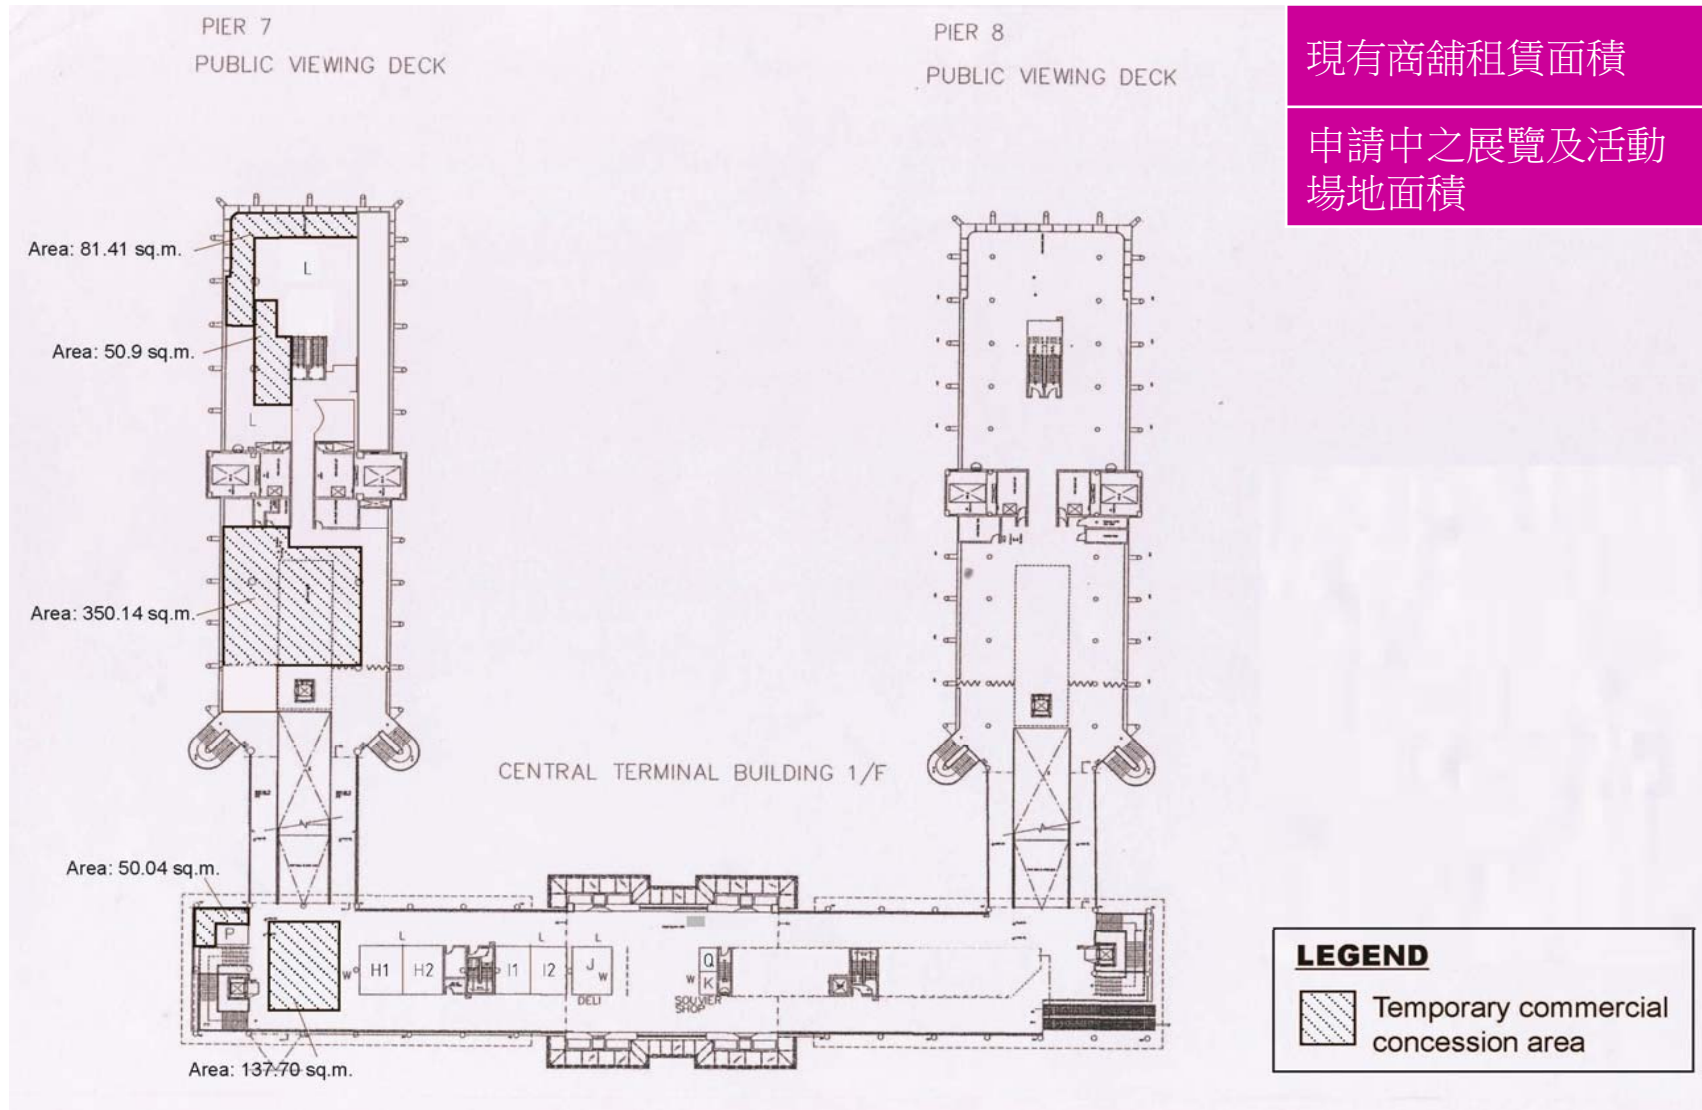 PIER 7
PUBLIC VIEWING DECK
PIER 8
PUBLIC VIEWING DECK
現有商舖租賃面積
申請中之展覽及活動
場地面積
Area: 81.41 sq.m.
L
Area: 50.9 sq.m.
L
Area: 350.14 sq.m.
CENTRAL TERMINAL BUILDING 1/F
Area: 50.04 sq.m.
P
W
L
H1
H2
L
I1
I2
L
J
W
DELI
Q
W
K
SOUVIER
SHOP
Area: 137.70 sq.m.
LEGEND
Temporary commercial
concession area